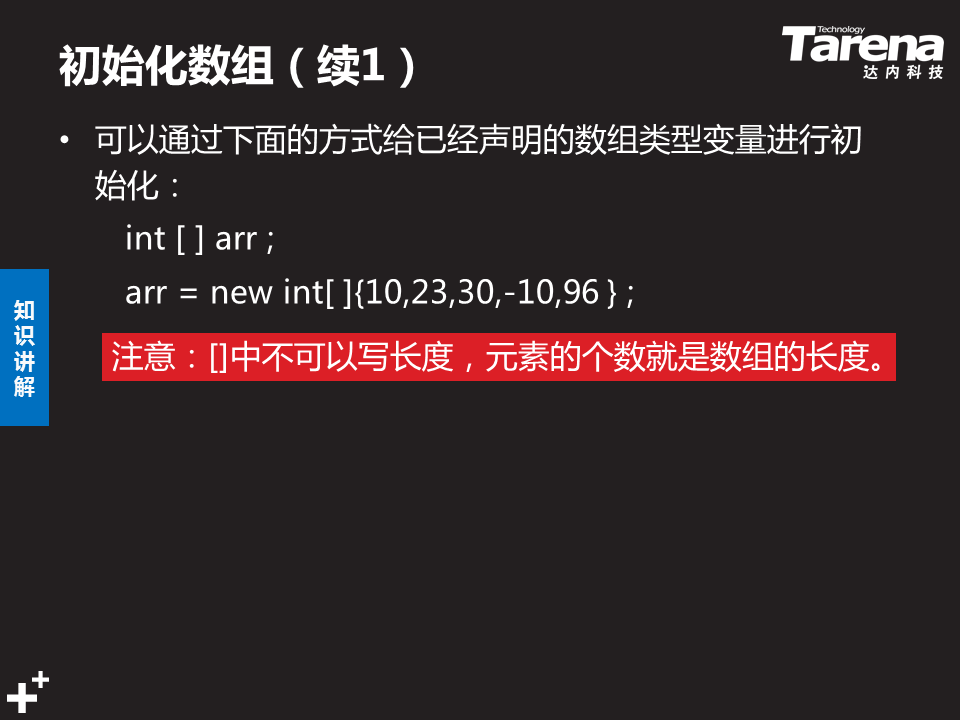 初始化数组（续1）
Technology
Tarena
达内科技
• 可以通过下面的方式给已经声明的数组类型变量进行初
始化：
int [ ] arr ;
arr = new int[ ]{10,23,30,-10,96 } ;
注意：[]中不可以写长度，元素的个数就是数组的长度。
知
识
讲
解